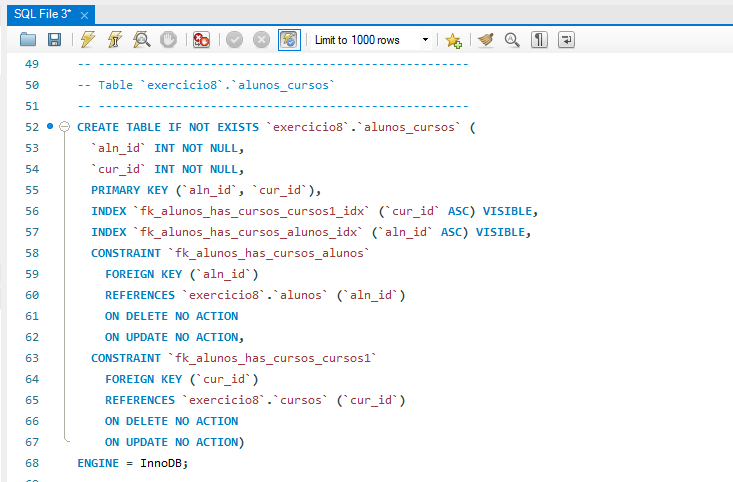 SQL File 3*
Limit to 1000 rows
49 -- -----------------------------------------------------
50 -- Table `exercicio8`.`alunos_cursos`
51 -- -----------------------------------------------------
52 CREATE TABLE IF NOT EXISTS `exercicio8`.`alunos_cursos` (
53 `aln_id` INT NOT NULL,
54 `cur_id` INT NOT NULL,
55 PRIMARY KEY (`aln_id`, `cur_id`),
56 INDEX `fk_alunos_has_cursos_cursos1_idx` (`cur_id` ASC) VISIBLE,
57 INDEX `fk_alunos_has_cursos_alunos_idx` (`aln_id` ASC) VISIBLE,
58 CONSTRAINT `fk_alunos_has_cursos_alunos`
59 FOREIGN KEY (`aln_id`)
60 REFERENCES `exercicio8`.`alunos` (`aln_id`)
61 ON DELETE NO ACTION
62 ON UPDATE NO ACTION,
63 CONSTRAINT `fk_alunos_has_cursos_cursos1`
64 FOREIGN KEY (`cur_id`)
65 REFERENCES `exercicio8`.`cursos` (`cur_id`)
66 ON DELETE NO ACTION
67 ON UPDATE NO ACTION)
68 ENGINE = InnoDB;